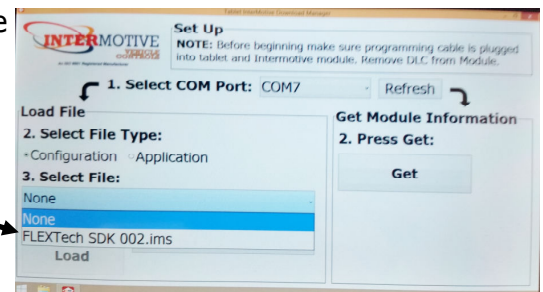 e
Tablet InterMotive Download Manager
INTERMOTIVE
VEHICLE
CONTROLS
Set Up
NOTE: Before beginning make sure programming cable is plugged
into tablet and Intermotive module. Remove DLC from Module.
1. Select COM Port: COM7
Refresh
Load File
2. Select File Type:
Configuration Application
3. Select File:
None
None
FLEXTech SDK 002.ims
Load
Get Module Information
2. Press Get:
Get